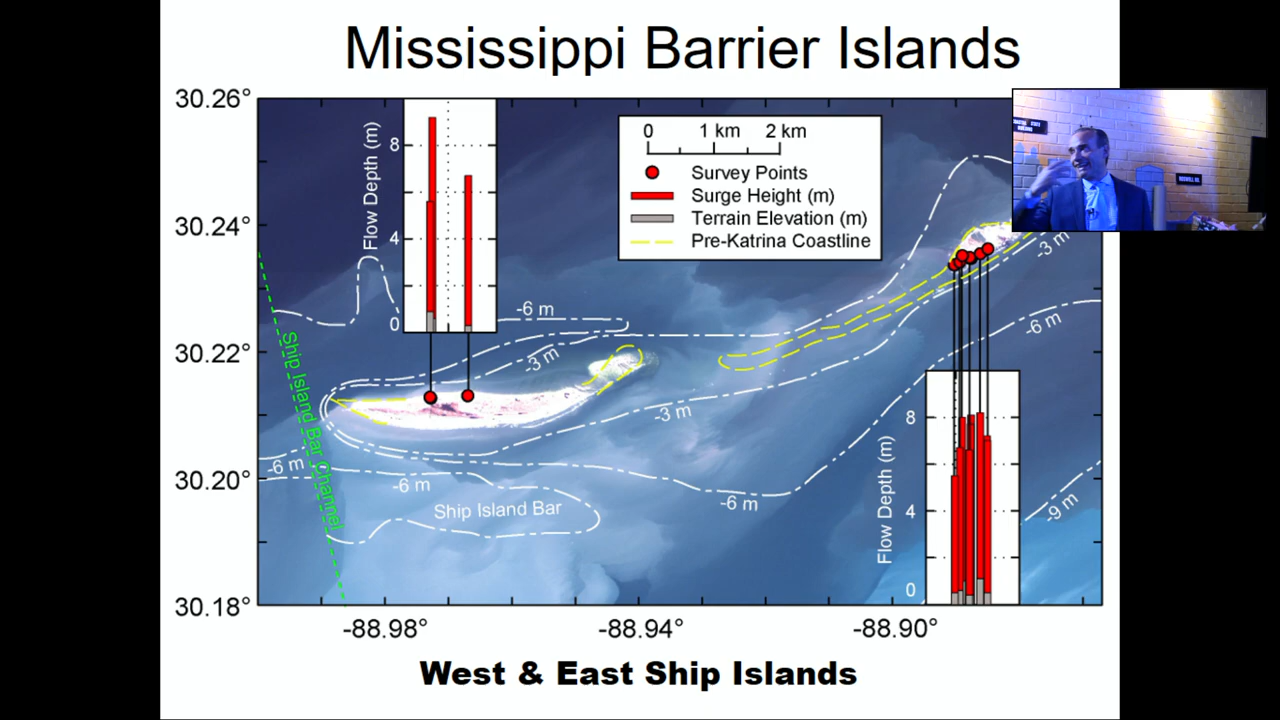 Mississippi Barrier Islands
30.26°
30.24°
30.22°
30.20°
30.18°
Flow Depth (m)
8
4
0
0 1 km 2 km
Survey Points
Surge Height (m)
Terrain Elevation (m)
Pre-Katrina Coastline
ROSWELL RD.
-3 m
-6 m
-6 m
-3 m
-3 m
-6 m
-6 m
-6 m
-9 m
Ship Island Bar
Ship Island Bar Channel
Flow Depth (m)
8
4
0
-88.98° -88.94° -88.90°
West & East Ship Islands